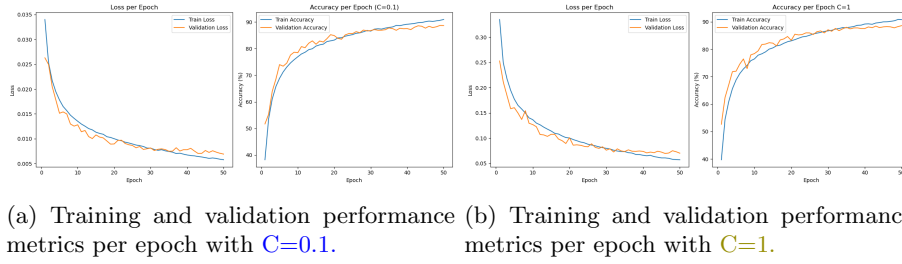 Loss per Epoch
Train Loss
Validation Loss
0.035
0.030
0.025
0.020
0.015
0.010
0.005
Loss
0 10 20 30 40 50
Epoch
Accuracy per Epoch (C=0.1)
Train Accuracy
Validation Accuracy
90
80
70
60
50
40
Accuracy (%)
0 10 20 30 40 50
Epoch
Loss per Epoch
Train Loss
Validation Loss
0.35
0.30
0.25
0.20
0.15
0.10
0.05
Loss
0 10 20 30 40 50
Epoch
Accuracy per Epoch C=1
Train Accuracy
Validation Accuracy
90
80
70
60
50
40
Accuracy (%)
0 10 20 30 40 50
Epoch
(a) Training and validation performance
metrics per epoch with C=0.1.
(b) Training and validation performanc
metrics per epoch with C=1.